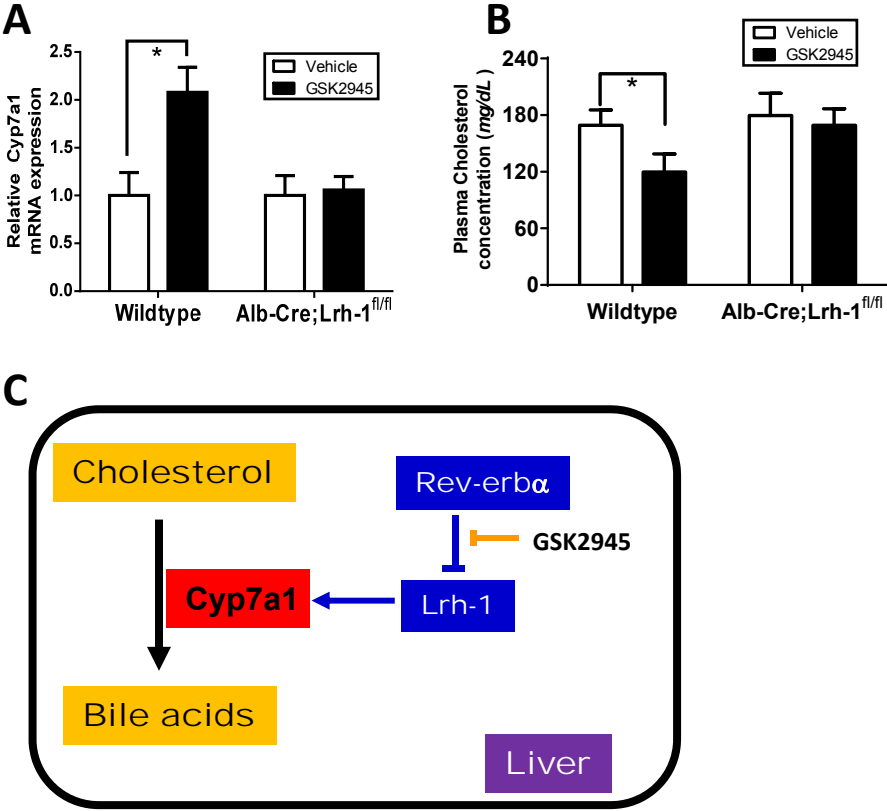 A
Relative Cyp7a1
mRNA expression
2.5
2.0
1.5
1.0
0.5
0.0
*
Vehicle
GSK2945
Wildtype
Alb-Cre;Lrh-1fl/fl
B
Plasma Cholesterol
concentration (mg/dL)
240
180
120
60
0
*
Vehicle
GSK2945
Wildtype
Alb-Cre;Lrh-1fl/fl
C
Cholesterol
Rev-erbα
GSK2945
Cyp7a1
Lrh-1
Bile acids
Liver